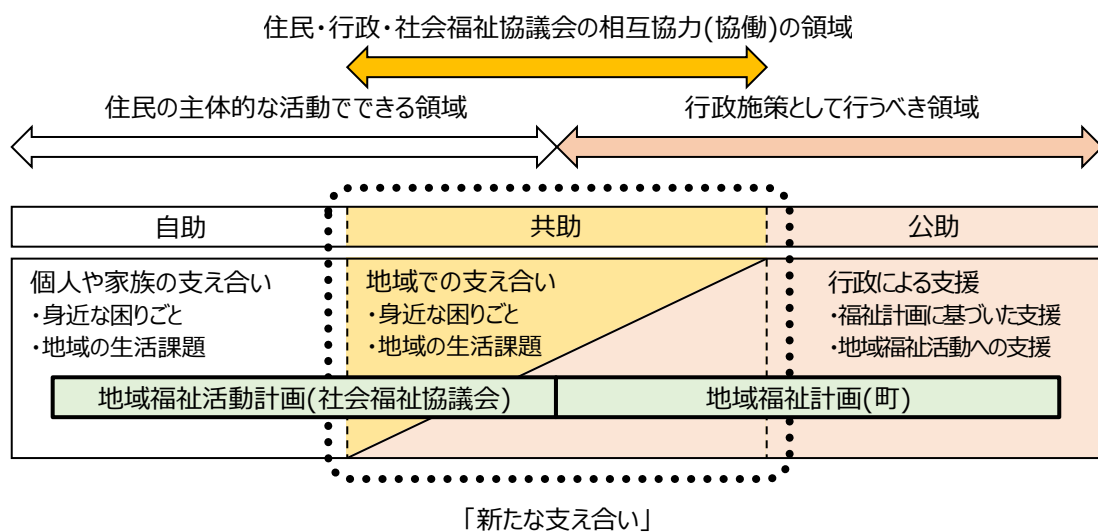 住民・行政・社会福祉協議会の相互協力(協働)の領域
住民の主体的な活動でできる領域
行政施策として行うべき領域
自助
共助
公助
個人や家族の支え合い
・身近な困りごと
・地域の生活課題
地域での支え合い
・身近な困りごと
・地域の生活課題
行政による支援
・福祉計画に基づいた支援
・地域福祉活動への支援
地域福祉活動計画(社会福祉協議会)
地域福祉計画(町)
「新たな支え合い」